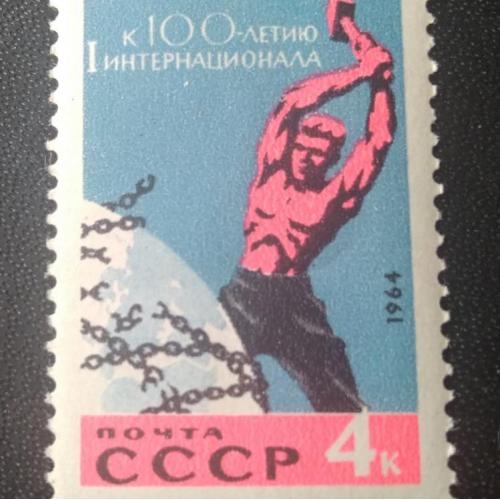 К 100-ЛЕТИЮ
I ИНТЕРНАЦИОНАЛА
1964
ПОЧТА
СССР 4к